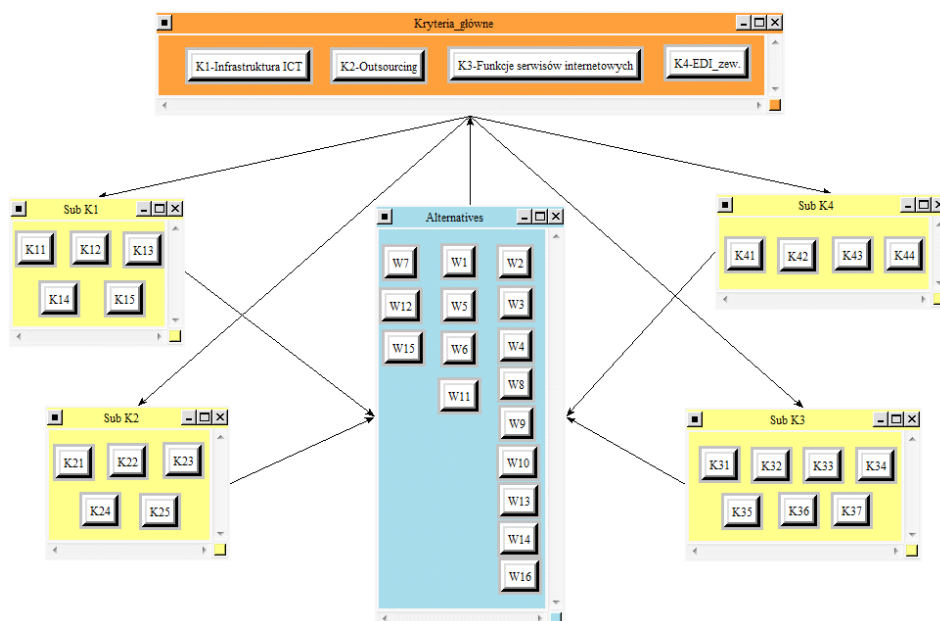 Kryteria_główne
K1-Infrastruktura ICT K2-Outsourcing K3-Funkcje serwisów internetowych K4-EDI_zew.
Sub K1
K11 K12 K13
K14 K15
Alternatives
W7 W1 W2
W12 W5 W3
W15 W6 W4
W11 W8
W9
W10
W13
W14
W16
Sub K4
K41 K42 K43 K44
Sub K2
K21 K22 K23
K24 K25
Sub K3
K31 K32 K33 K34
K35 K36 K37